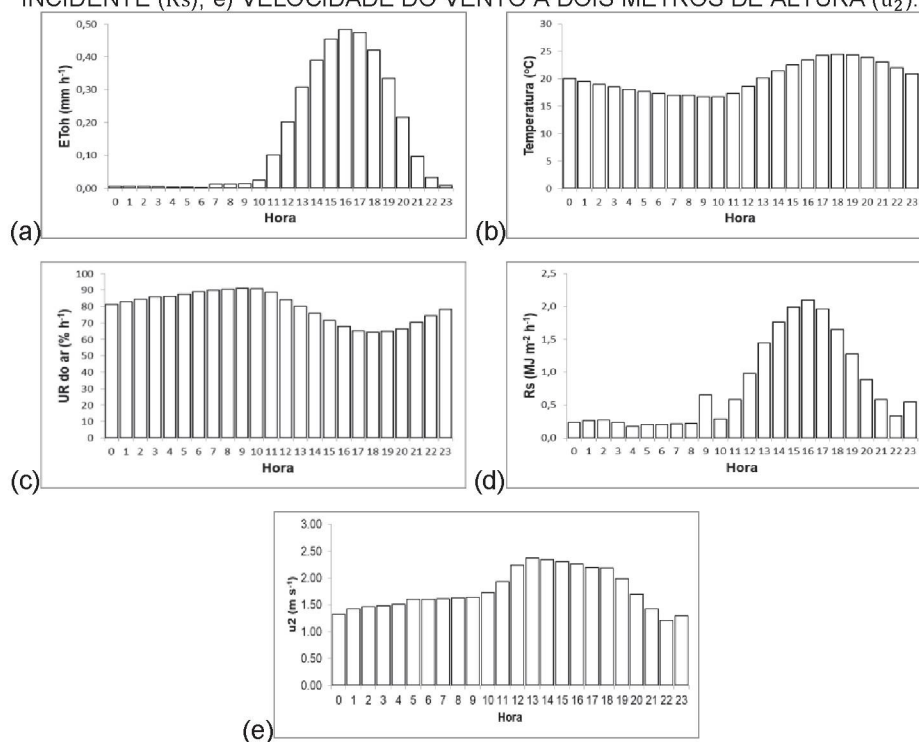 INCIDENTE (Rs); e) VELOCIDADE DO VENTO A DOIS METROS DE ALTURA (u₂).
(a)
EToh (mm h⁻¹)
0,50
0,40
0,30
0,20
0,10
0,00
0 1 2 3 4 5 6 7 8 9 10 11 12 13 14 15 16 17 18 19 20 21 22 23
Hora
(b)
Temperatura (°C)
30
25
20
15
10
5
0
0 1 2 3 4 5 6 7 8 9 10 11 12 13 14 15 16 17 18 19 20 21 22 23
Hora
(c)
UR do ar (% h⁻¹)
100
90
80
70
60
50
40
30
20
10
0
0 1 2 3 4 5 6 7 8 9 10 11 12 13 14 15 16 17 18 19 20 21 22 23
Hora
(d)
Rs (MJ m⁻² h⁻¹)
2,5
2,0
1,5
1,0
0,5
0,0
0 1 2 3 4 5 6 7 8 9 10 11 12 13 14 15 16 17 18 19 20 21 22 23
Hora
(e)
u2 (m s⁻¹)
3.00
2.50
2.00
1.50
1.00
0.50
0.00
0 1 2 3 4 5 6 7 8 9 10 11 12 13 14 15 16 17 18 19 20 21 22 23
Hora